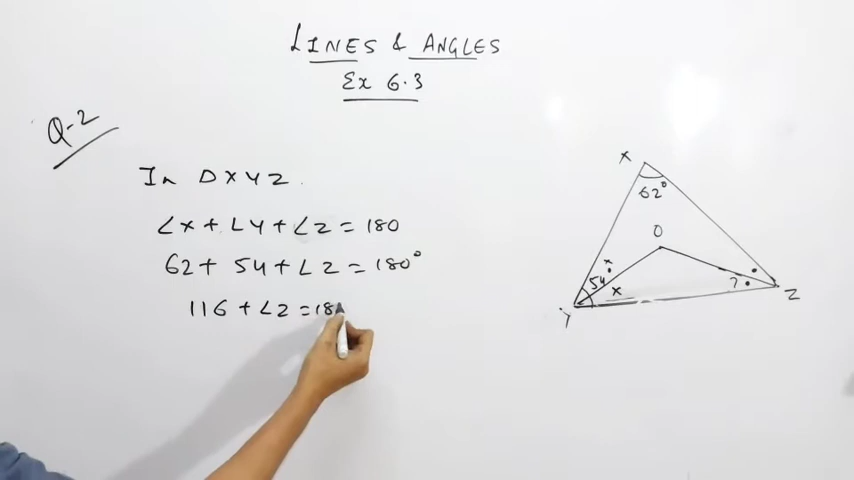 LINES & ANGLES
Ex 6.3
Q-2
In ΔXYZ.
∠X + ∠Y + ∠Z = 180
62 + 54 + ∠Z = 180°
116 + ∠Z = 18
X
62°
O
x
54
x
?
Y
Z